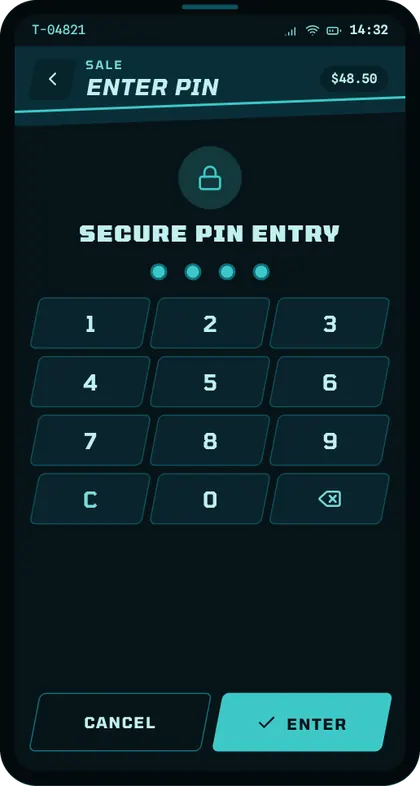 T-04821 14:32
SALE
ENTER PIN
$48.50
SECURE PIN ENTRY
1 2 3
4 5 6
7 8 9
C 0
CANCEL ENTER